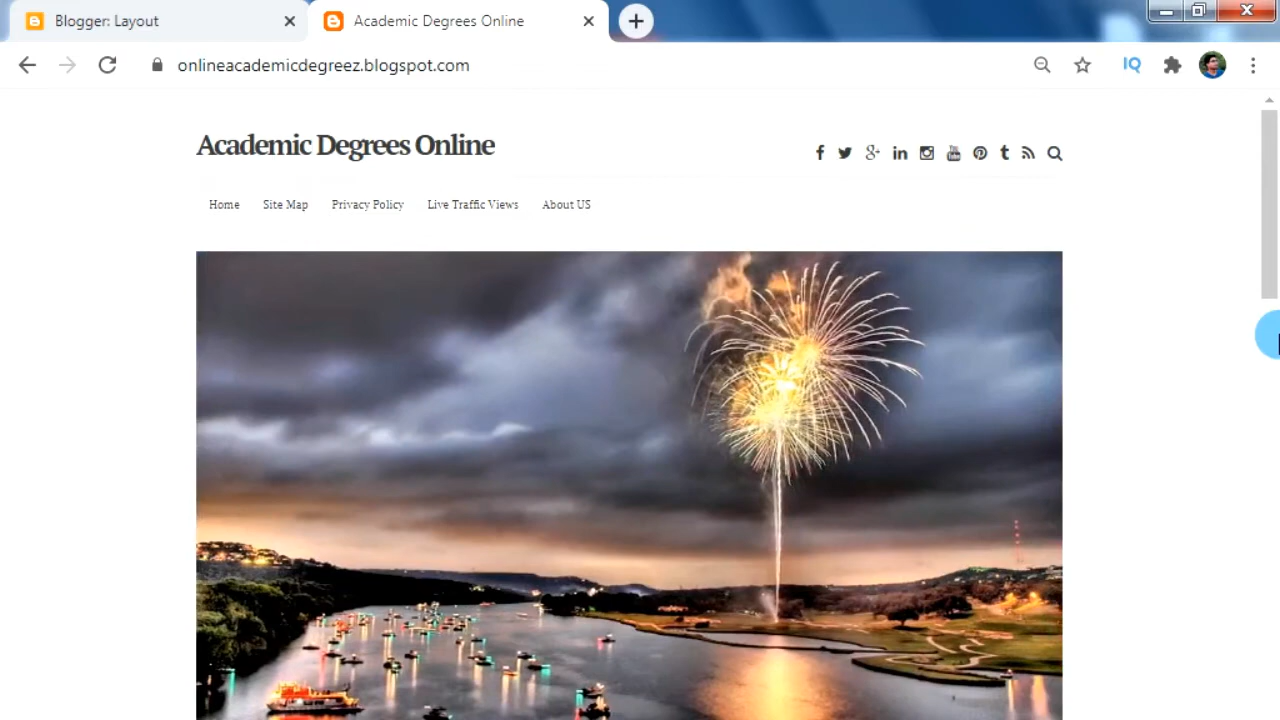 Blogger: Layout
Academic Degrees Online
onlineacademicdegreez.blogspot.com
IQ
Academic Degrees Online
Home Site Map Privacy Policy Live Traffic Views About US